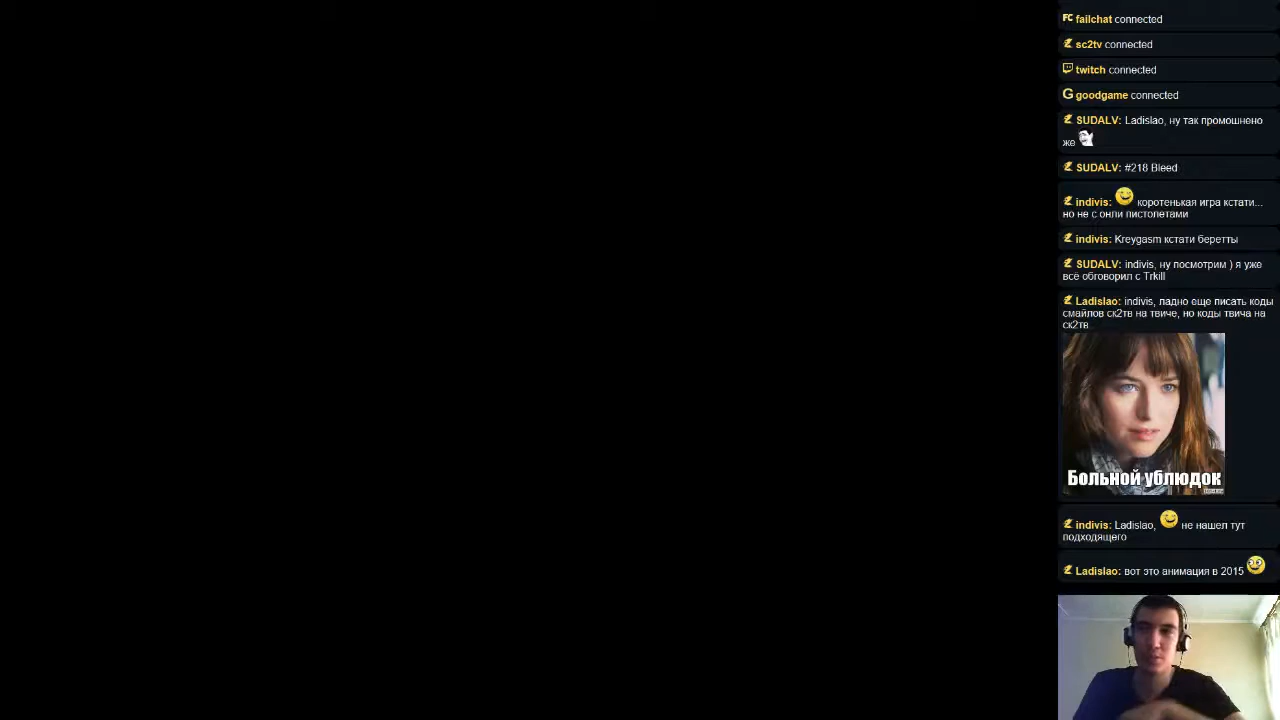 failchat connected
sc2tv connected
twitch connected
G goodgame connected
SUDALV: Ladislao, ну так промошнено
же
SUDALV: #218 Bleed
indivis: коротенькая игра кстати...
но не с онли пистолетами
indivis: Kreygasm кстати беретты
SUDALV: indivis, ну посмотрим ) я уже
всё обговорил с Trkill
Ladislao: indivis, ладно еще писать коды
смайлов ск2тв на твиче, но коды твича на
ск2тв
Больной ублюдок
indivis: Ladislao, не нашел тут
подходящего
Ladislao: вот это анимация в 2015